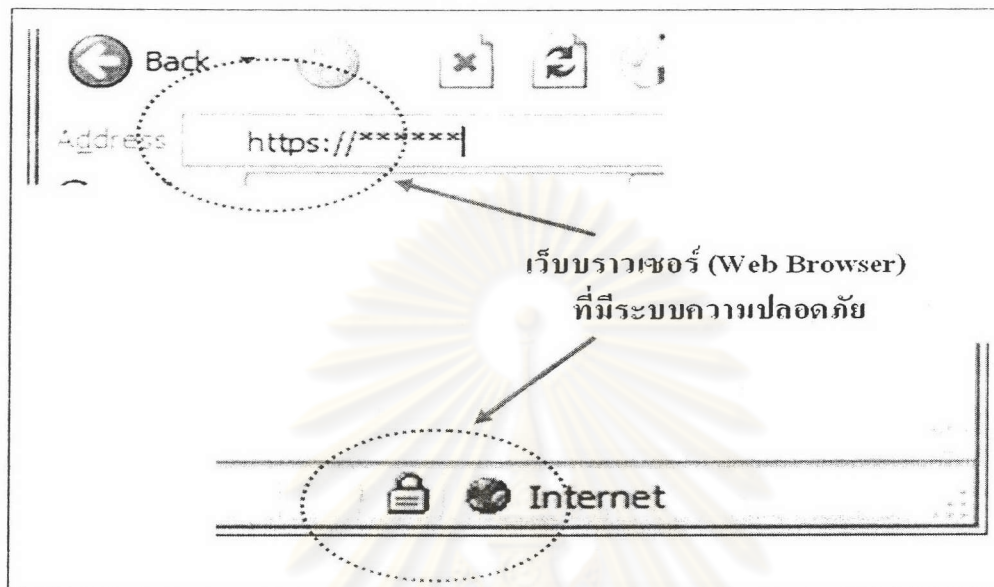 Back
Address https://******
เว็บบราวเซอร์ (Web Browser)
ที่มีระบบความปลอดภัย
Internet